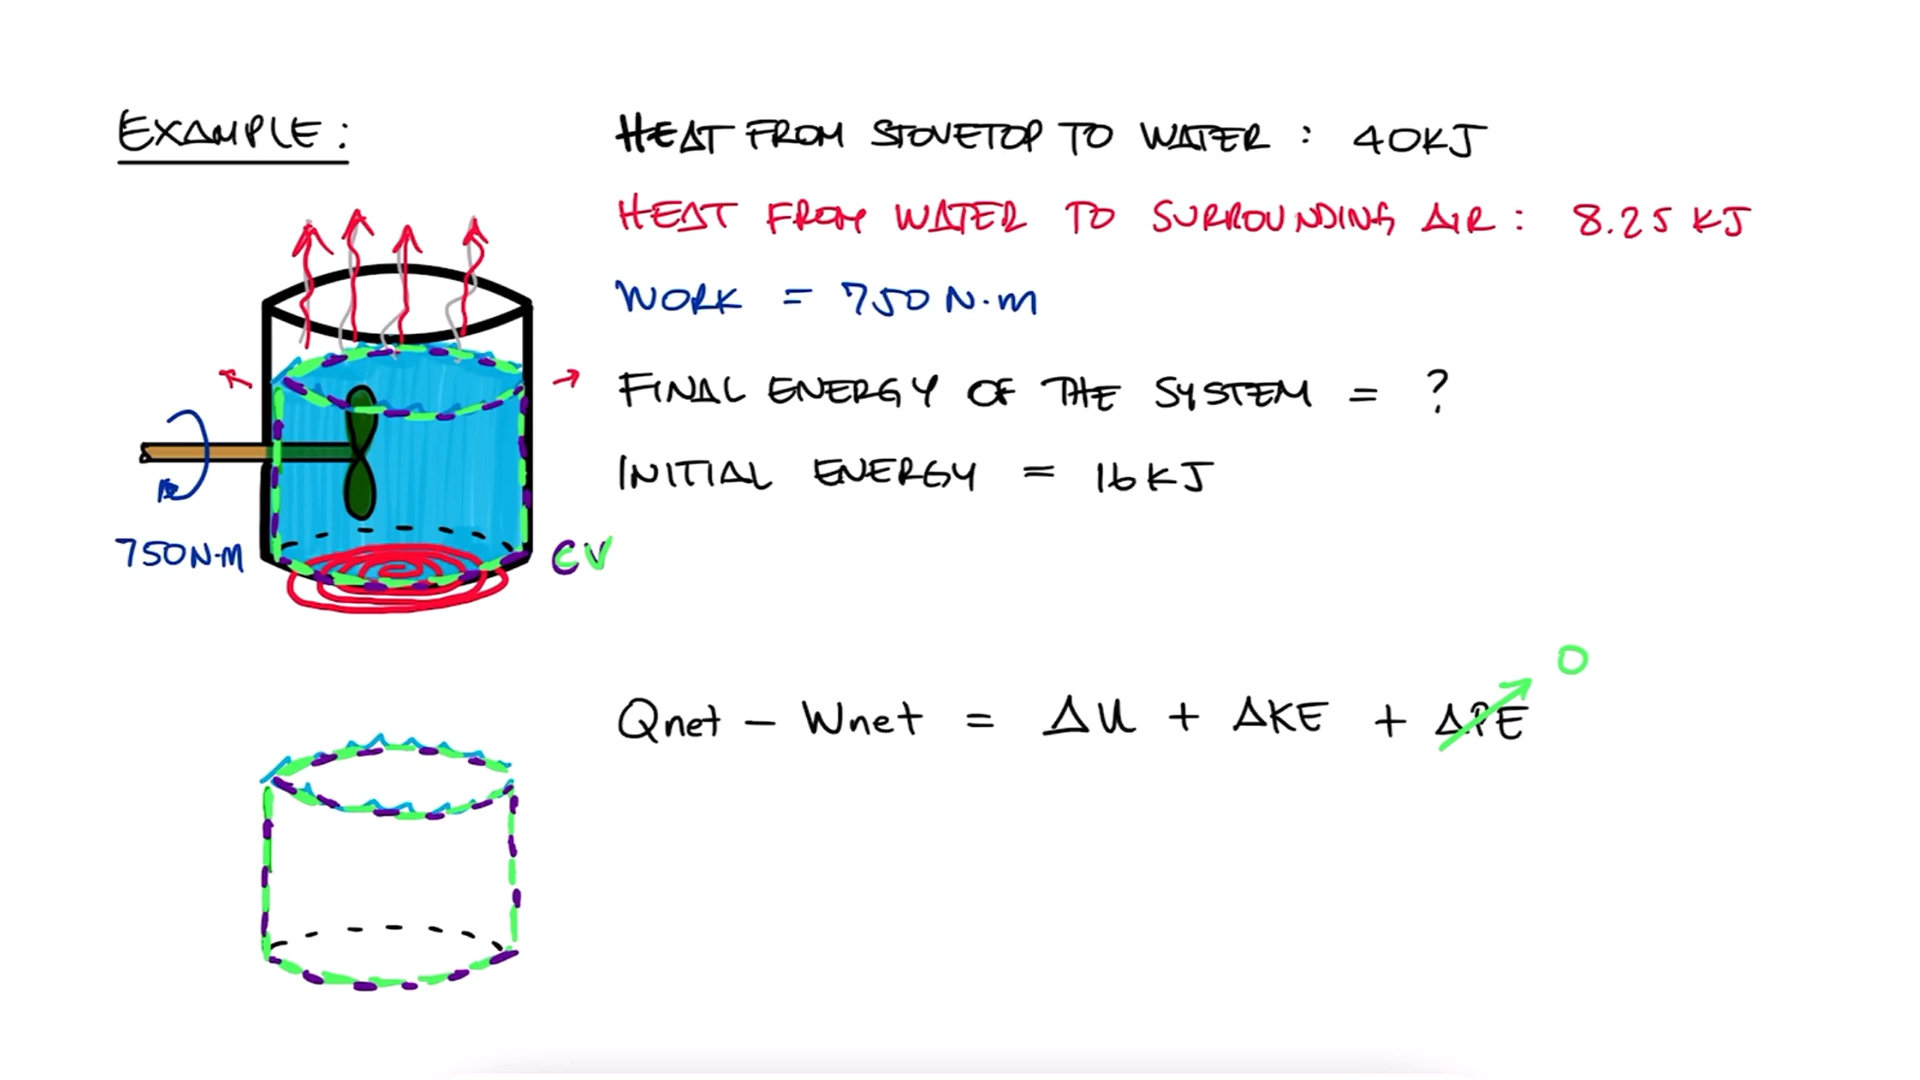 EXAMPLE:
HEAT FROM STOVETOP TO WATER : 40KJ
HEAT FROM WATER TO SURROUNDING AIR : 8.25 KJ
WORK = 750 N·m
FINAL ENERGY OF THE SYSTEM = ?
INITIAL ENERGY = 16KJ
750N·M
CV
0
Qnet - Wnet = ΔU + ΔKE + ΔPE